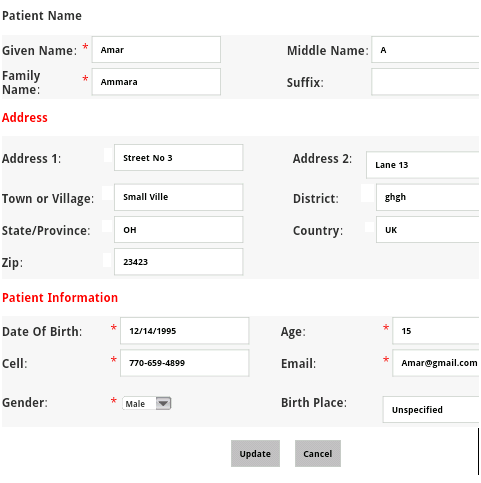 Patient Name
Given Name: * Amar Middle Name: A
Family Name: * Ammara Suffix:
Address
Address 1: Street No 3 Address 2: Lane 13
Town or Village: Small Ville District: ghgh
State/Province: OH Country: UK
Zip: 23423
Patient Information
Date Of Birth: * 12/14/1995 Age: * 15
Cell: * 770-659-4899 Email: * Amar@gmail.com
Gender: * Male Birth Place: Unspecified
Update Cancel